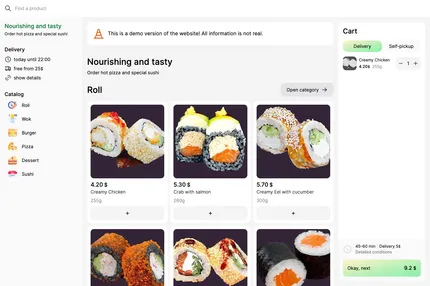 Find a product
Nourishing and tasty
Order hot pizza and special sushi
Delivery
today until 22:00
free from 25$
show details
Catalog
Roll
Wok
Burger
Pizza
Dessert
Sushi
This is a demo version of the website! All information is not real.
Nourishing and tasty
Order hot pizza and special sushi
Roll
Open category →
4.20 $
Creamy Chicken
255g
+
5.30 $
Crab with salmon
280g
+
5.70 $
Creamy Eel with cucumber
300g
+
Cart
Delivery
Self-pickup
Creamy Chicken
4.20$ 255g
− 1 +
45-60 min · Delivery 5$
Detailed conditions
Okay, next
9.2 $